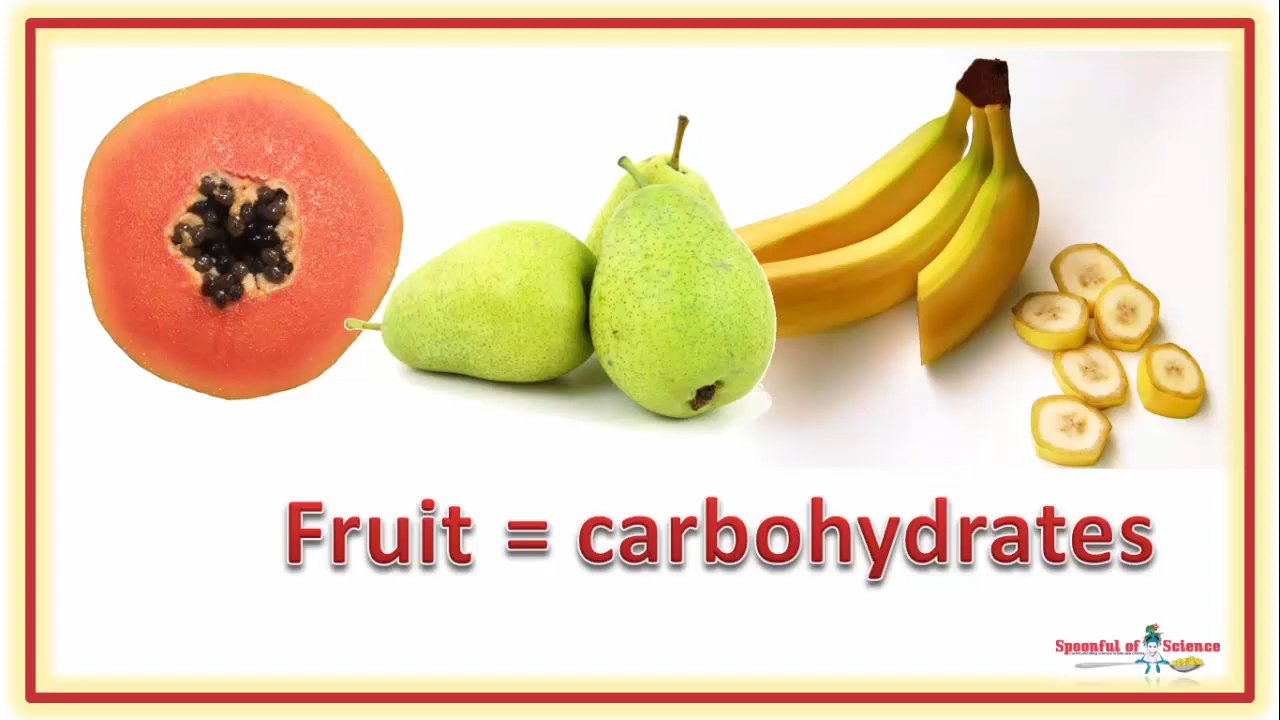 Fruit = carbohydrates
Spoonful of Science